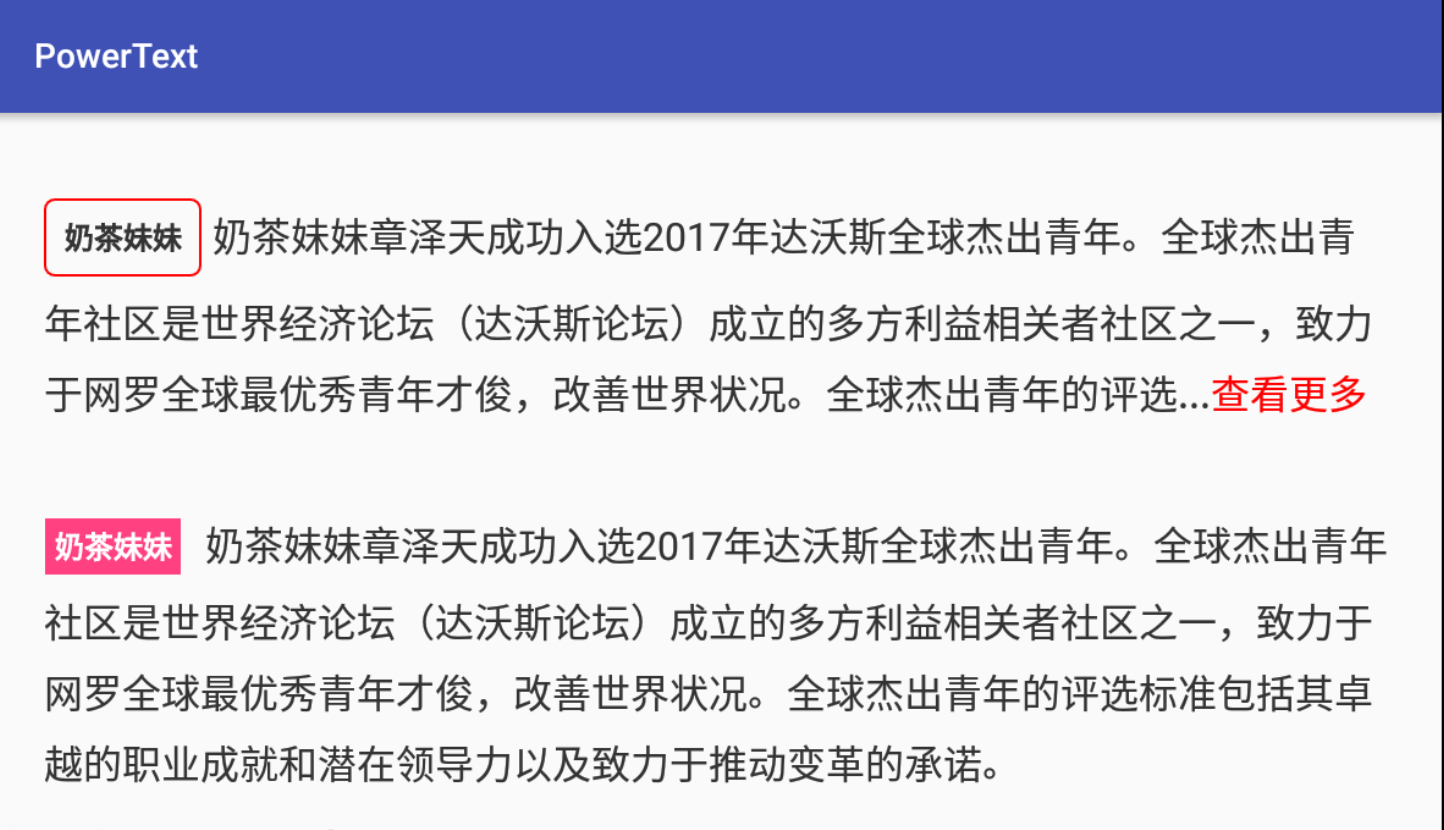 PowerText
奶茶妹妹 奶茶妹妹章泽天成功入选2017年达沃斯全球杰出青年。全球杰出青
年社区是世界经济论坛（达沃斯论坛）成立的多方利益相关者社区之一，致力
于网罗全球最优秀青年才俊，改善世界状况。全球杰出青年的评选...查看更多
奶茶妹妹 奶茶妹妹章泽天成功入选2017年达沃斯全球杰出青年。全球杰出青年
社区是世界经济论坛（达沃斯论坛）成立的多方利益相关者社区之一，致力于
网罗全球最优秀青年才俊，改善世界状况。全球杰出青年的评选标准包括其卓
越的职业成就和潜在领导力以及致力于推动变革的承诺。